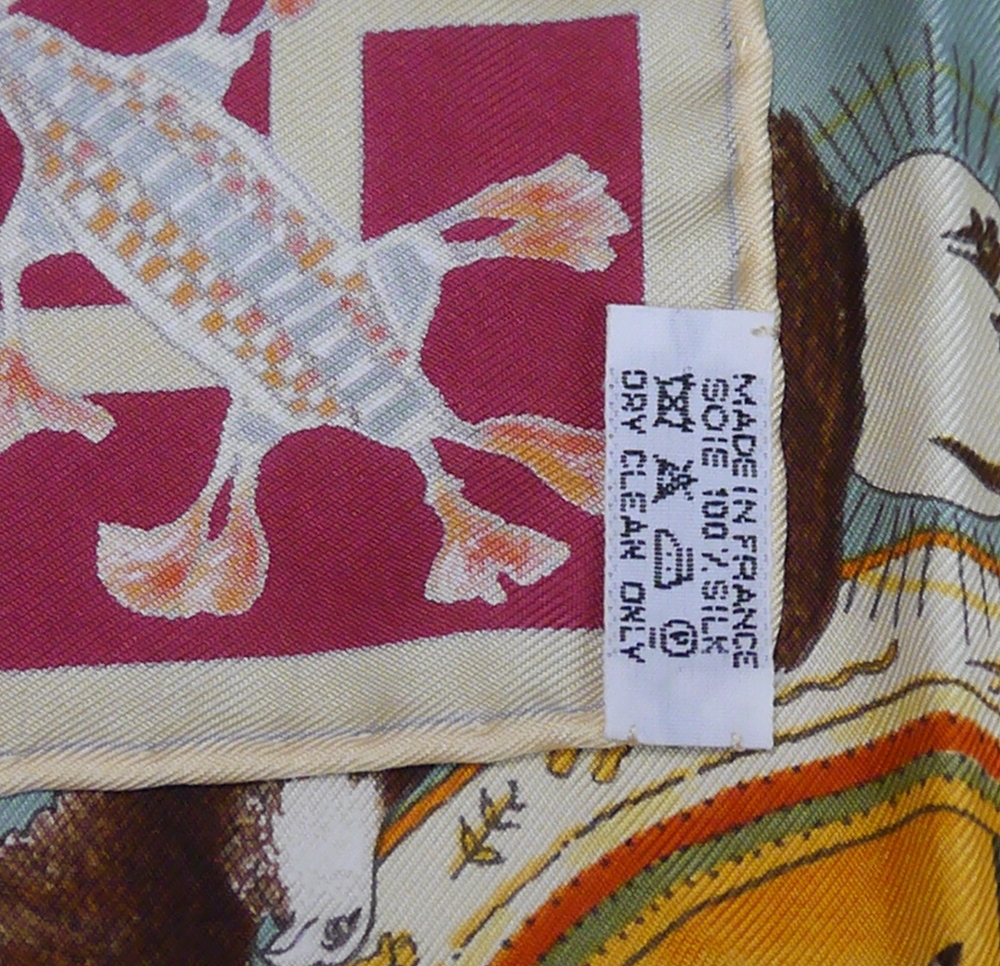 MADE IN FRANCE
SOIE 100% SILK
DRY CLEAN ONLY